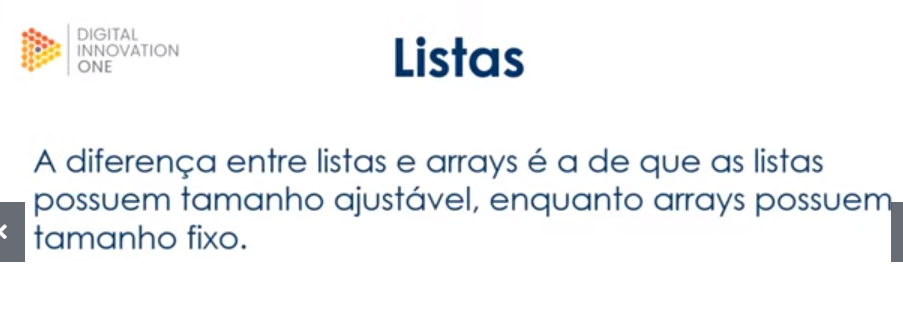 DIGITAL
INNOVATION
ONE
Listas
A diferença entre listas e arrays é a de que as listas
possuem tamanho ajustável, enquanto arrays possuem
tamanho fixo.